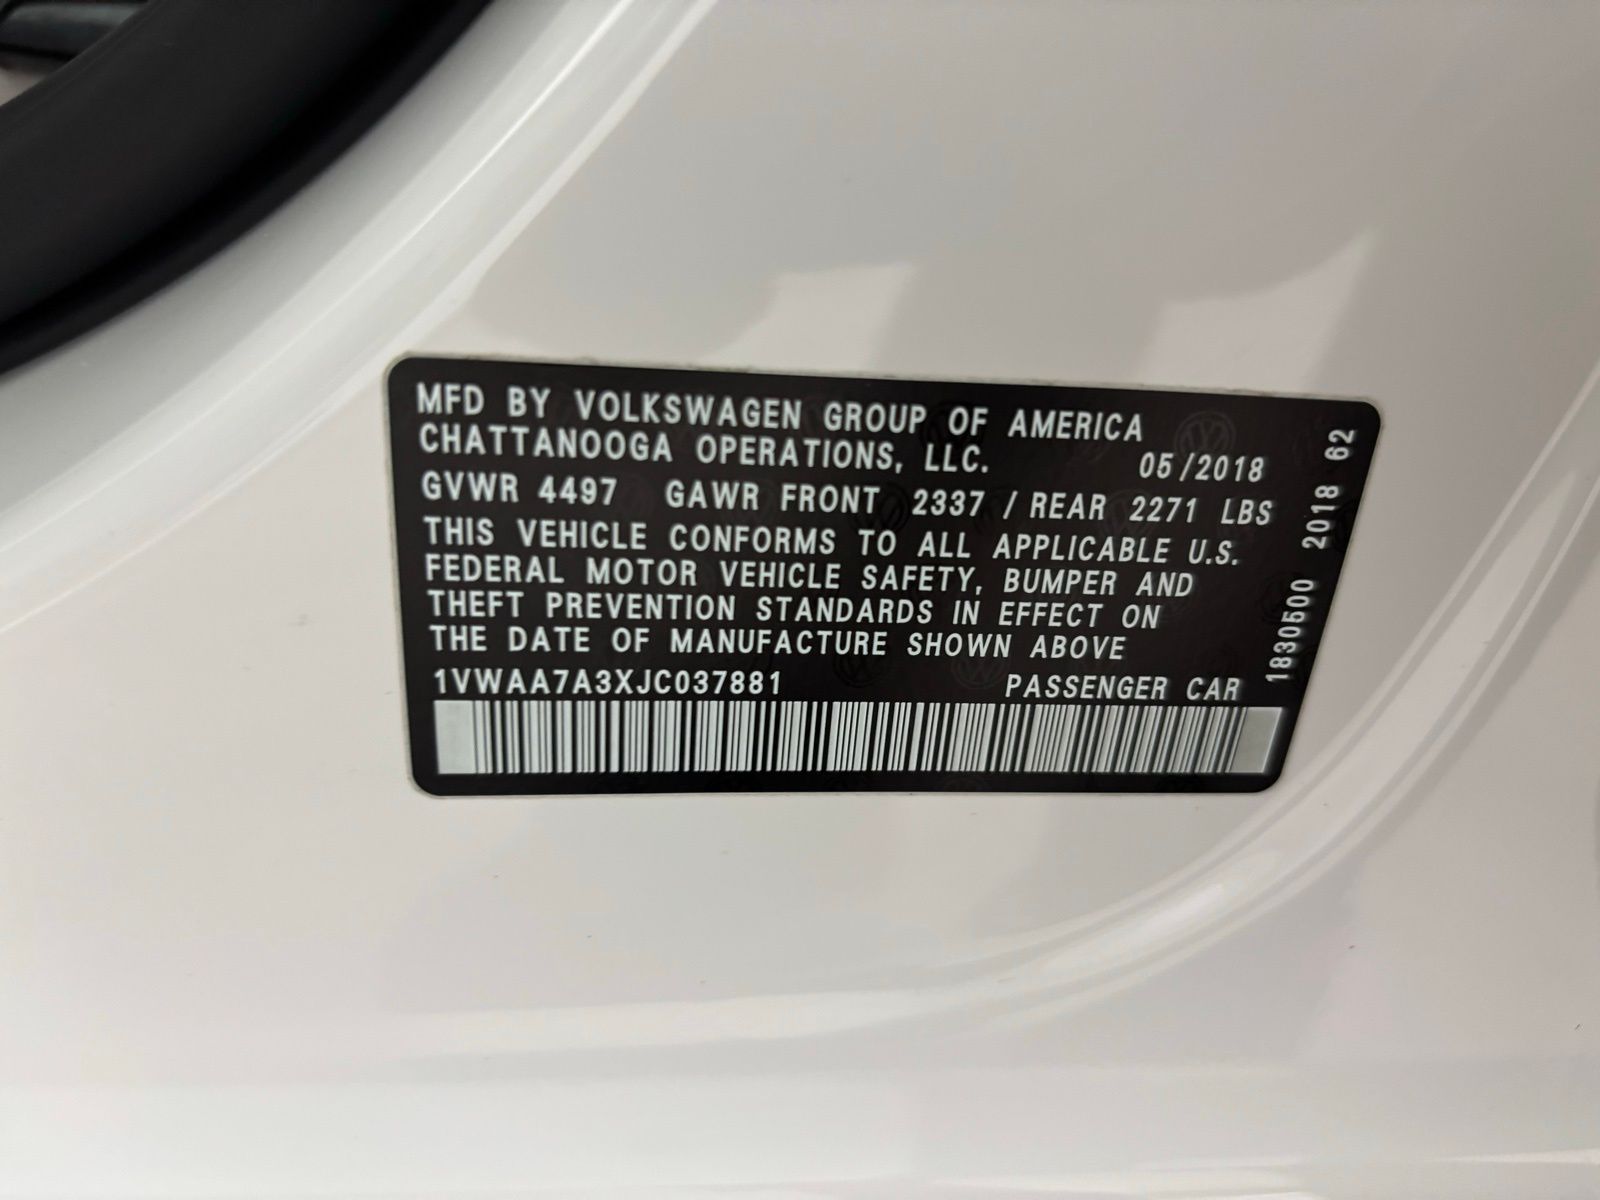 MFD BY VOLKSWAGEN GROUP OF AMERICA
CHATTANOOGA OPERATIONS, LLC. 05/2018
GVWR 4497 GAWR FRONT 2337 / REAR 2271 LBS
THIS VEHICLE CONFORMS TO ALL APPLICABLE U.S.
FEDERAL MOTOR VEHICLE SAFETY, BUMPER AND
THEFT PREVENTION STANDARDS IN EFFECT ON
THE DATE OF MANUFACTURE SHOWN ABOVE
1VWAA7A3XJC037881 PASSENGER CAR
1830500 2018 62